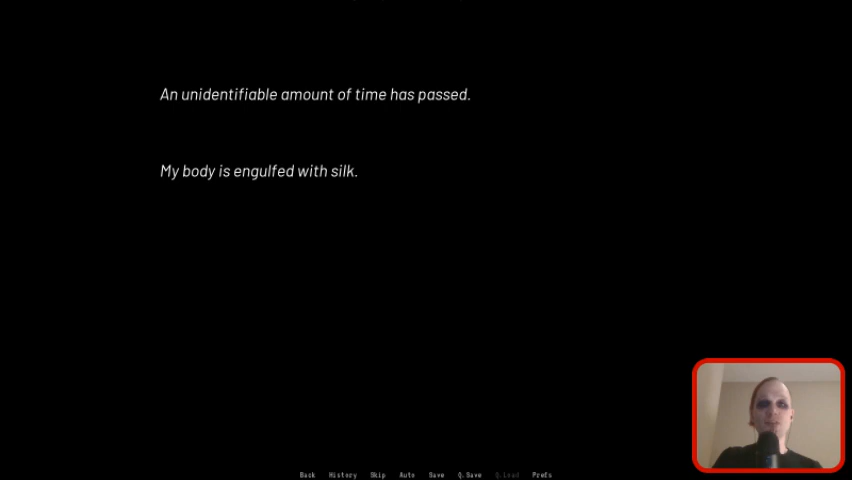 An unidentifiable amount of time has passed.
My body is engulfed with silk.
Back History Skip Auto Save Q.Save Q.Load Prefs